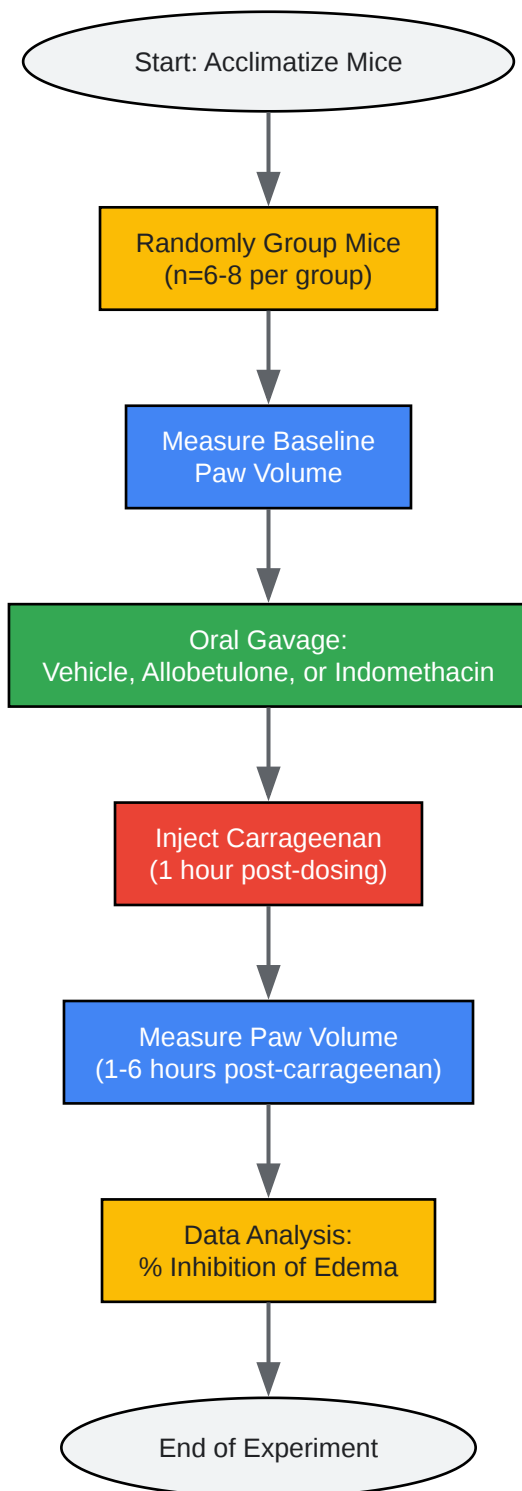 Start: Acclimatize Mice
Randomly Group Mice
(n=6-8 per group)
Measure Baseline
Paw Volume
Oral Gavage:
Vehicle, Allobetulone, or Indomethacin
Inject Carrageenan
(1 hour post-dosing)
Measure Paw Volume
(1-6 hours post-carrageenan)
Data Analysis:
% Inhibition of Edema
End of Experiment